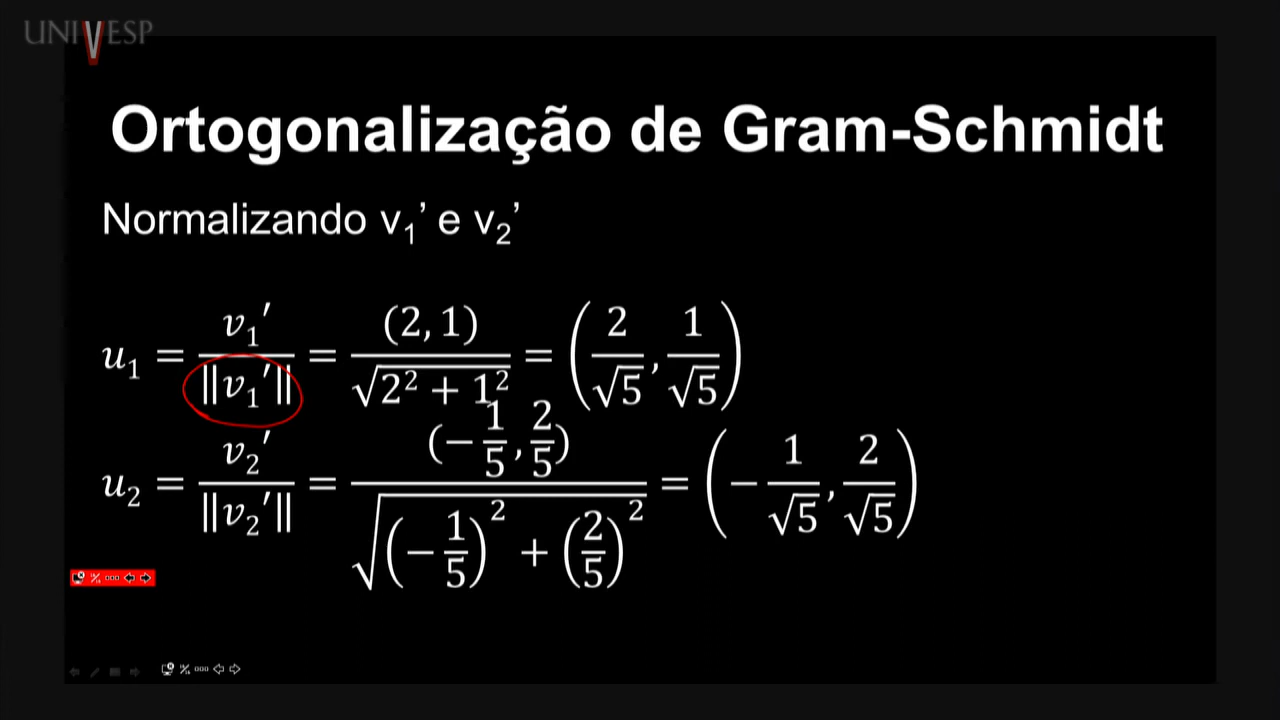 UNIVESP
Ortogonalização de Gram-Schmidt
Normalizando v₁’ e v₂’
u₁ = v₁′ / ‖v₁′‖ = (2, 1) / √(2² + 1²) = (2/√5, 1/√5)
u₂ = v₂′ / ‖v₂′‖ = (−1/5, 2/5) / √((−1/5)² + (2/5)²) = (−1/√5, 2/√5)